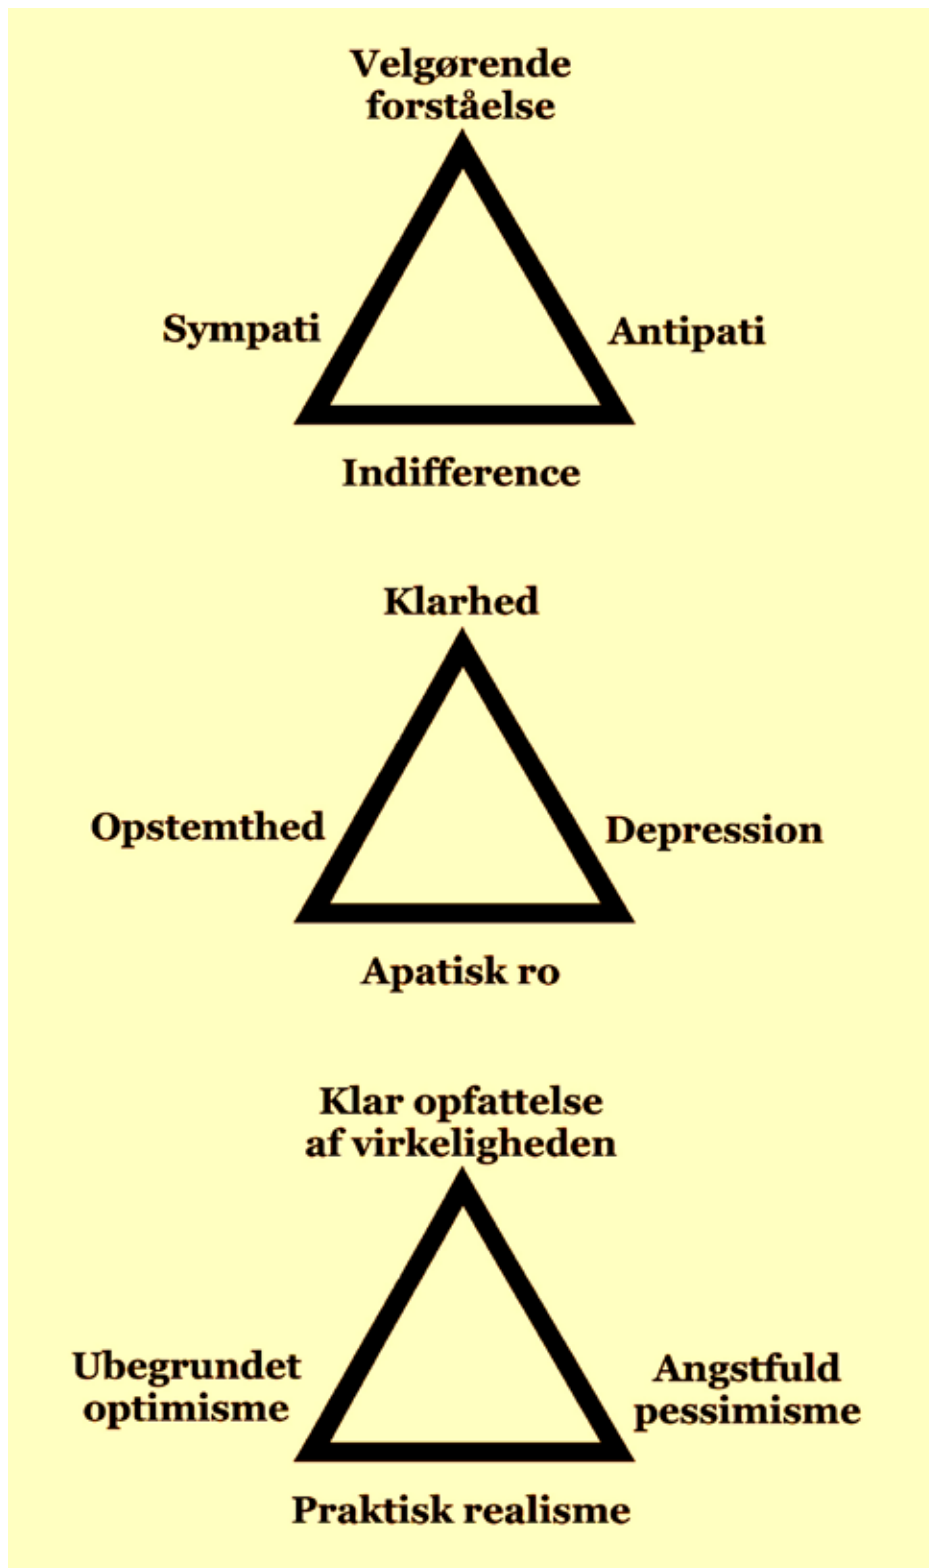 Velgørende
forståelse
Sympati
Antipati
Indifference
Klarhed
Opstemthed
Depression
Apatisk ro
Klar opfattelse
af virkeligheden
Ubegrundet
optimisme
Angstfuld
pessimisme
Praktisk realisme